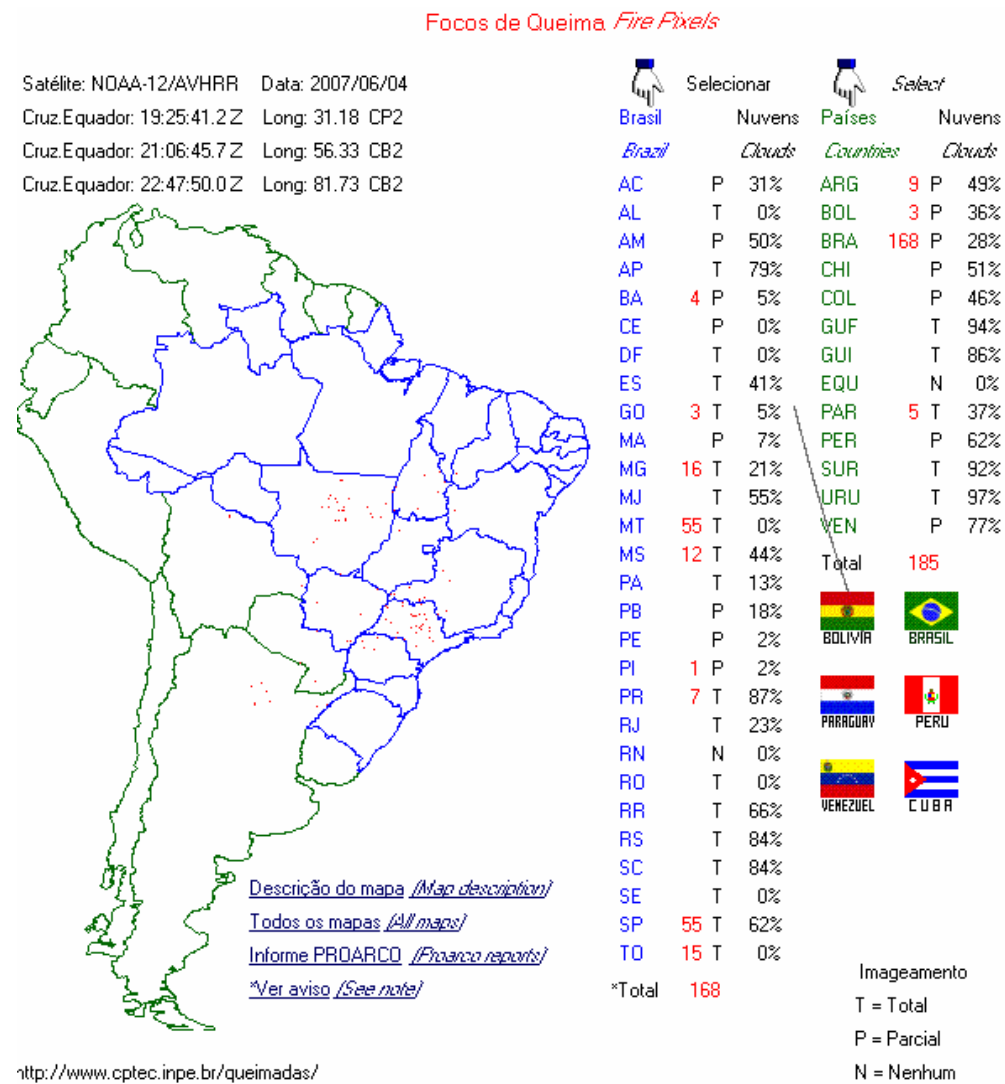 Focos de Queima Fire Pixels
Satélite: NOAA-12/AVHRR Data: 2007/06/04
Cruz.Equador: 19:25:41.2 Z Long: 31.18 CP2
Cruz.Equador: 21:06:45.7 Z Long: 56.33 CB2
Cruz.Equador: 22:47:50.0 Z Long: 81.73 CB2
Selecionar
Brasil Nuvens
Brazil Clouds
AC P 31%
AL T 0%
AM P 50%
AP T 79%
BA 4 P 5%
CE P 0%
DF T 0%
ES T 41%
GO 3 T 5%
MA P 7%
MG 16 T 21%
MJ T 55%
MT 55 T 0%
MS 12 T 44%
PA T 13%
PB P 18%
PE P 2%
PI 1 P 2%
PR 7 T 87%
RJ T 23%
RN N 0%
RO T 0%
RR T 66%
RS T 84%
SC T 84%
SE T 0%
SP 55 T 62%
TO 15 T 0%
*Total 168
Select
Países Nuvens
Countries Clouds
ARG 9 P 49%
BOL 3 P 36%
BRA 168 P 28%
CHI P 51%
COL P 46%
GUF T 94%
GUI T 86%
EQU N 0%
PAR 5 T 37%
PER P 62%
SUR T 92%
URU T 97%
VEN P 77%
Total 185
BOLIVIA BRASIL
PARAGUAY PERU
VENEZUEL CUBA
Descrição do mapa (Map description)
Todos os mapas (All maps)
Informe PROARCO (Proarco reports)
*Ver aviso (See note)
Imageamento
T = Total
P = Parcial
N = Nenhum
http://www.cptec.inpe.br/queimadas/